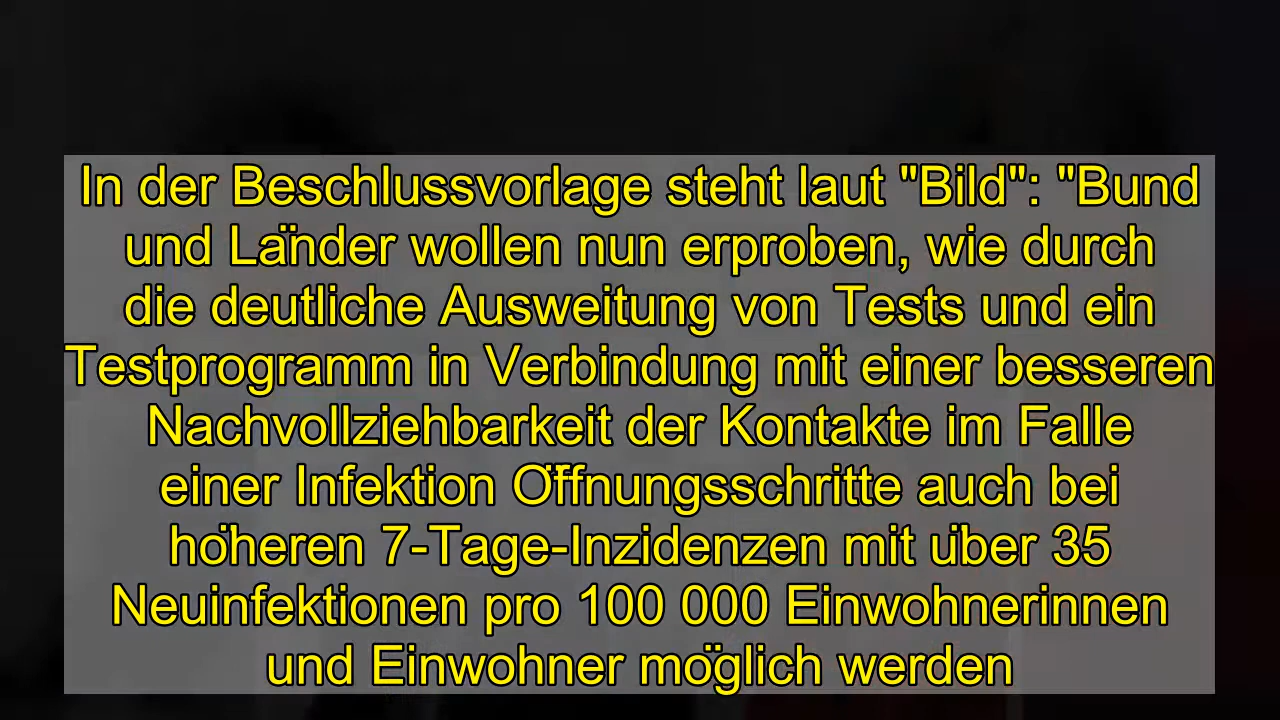 In der Beschlussvorlage steht laut "Bild": "Bund
und Länder wollen nun erproben, wie durch
die deutliche Ausweitung von Tests und ein
Testprogramm in Verbindung mit einer besseren
Nachvollziehbarkeit der Kontakte im Falle
einer Infektion Öffnungsschritte auch bei
höheren 7-Tage-Inzidenzen mit über 35
Neuinfektionen pro 100 000 Einwohnerinnen
und Einwohner möglich werden